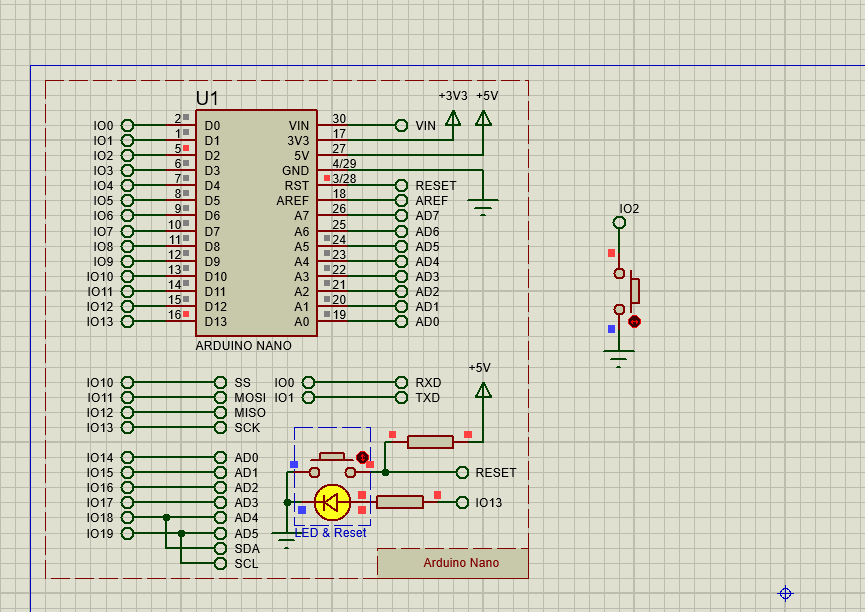 +3V3 +5V
U1
IO0 2 D0 VIN 30 VIN
IO1 1 D1 3V3 17
IO2 5 D2 5V 27
IO3 6 D3 GND 4/29
IO4 7 D4 RST 3/28 RESET
IO5 8 D5 AREF 18 AREF
IO6 9 D6 A7 26 AD7
IO7 10 D7 A6 25 AD6
IO8 11 D8 A5 24 AD5
IO9 12 D9 A4 23 AD4
IO10 13 D10 A3 22 AD3
IO11 14 D11 A2 21 AD2
IO12 15 D12 A1 20 AD1
IO13 16 D13 A0 19 AD0
ARDUINO NANO
IO2
+5V
IO10 SS IO0 RXD
IO11 MOSI IO1 TXD
IO12 MISO
IO13 SCK
IO14 AD0
IO15 AD1 RESET
IO16 AD2
IO17 AD3 IO13
IO18 AD4
IO19 AD5 LED & Reset
SDA
SCL
Arduino Nano